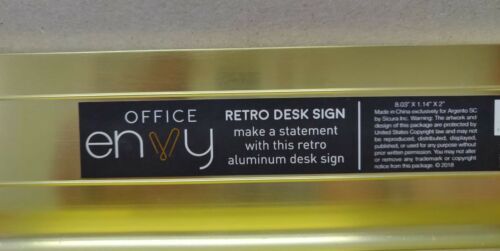 OFFICE
envy
RETRO DESK SIGN
make a statement
with this retro
aluminum desk sign
8.03" X 1.14" X 2"
Made in China exclusively for Argento SC
by Sicura Inc. Warning: The artwork and
design of this package are protected by
United States Copyright law and may not
be reproduced, distributed, displayed,
published, or used for any purpose without
prior written permission. You may not alter
or remove any trademark or copyright
notice from this package. © 2018